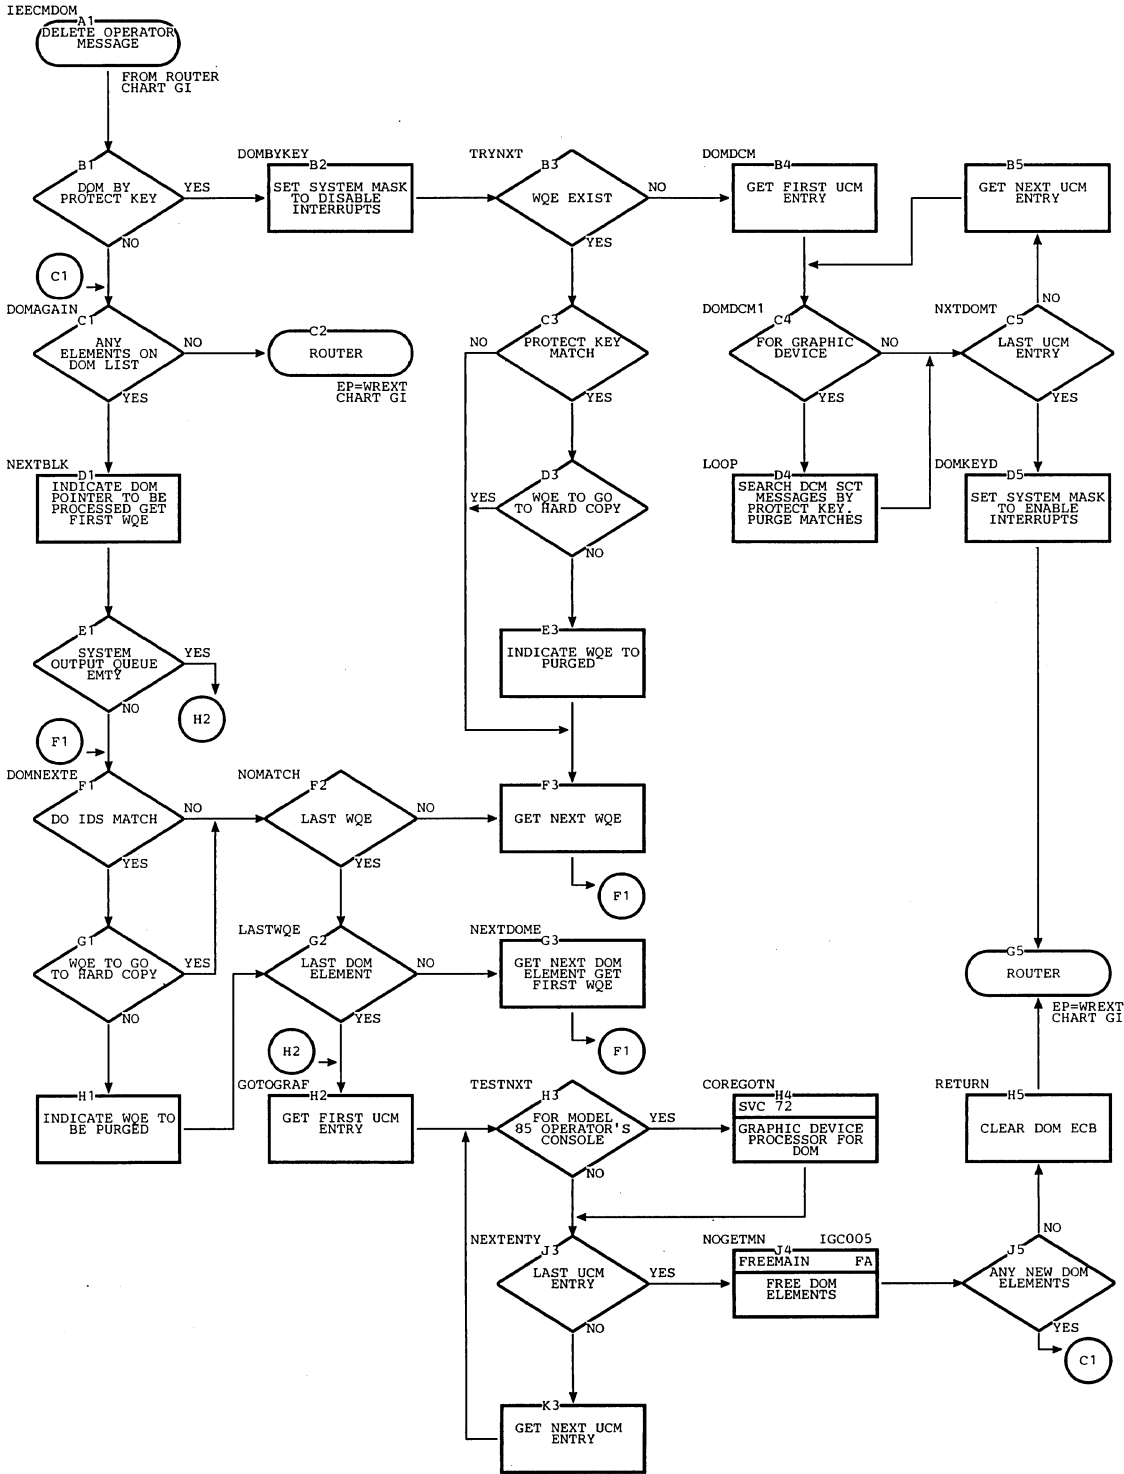 IEECMDOM
A1
DELETE OPERATOR
MESSAGE
FROM ROUTER
CHART GI
B1
DOM BY
PROTECT KEY
YES
NO
DOMBYKEY
B2
SET SYSTEM MASK
TO DISABLE
INTERRUPTS
TRYNXT
B3
WQE EXIST
NO
YES
DOMDCM
B4
GET FIRST UCM
ENTRY
B5
GET NEXT UCM
ENTRY
C1
DOMAGAIN
C1
ANY
ELEMENTS ON
DOM LIST
NO
YES
C2
ROUTER
EP=WREXT
CHART GI
C3
PROTECT KEY
MATCH
NO
YES
DOMDCM1
C4
FOR GRAPHIC
DEVICE
NO
YES
NXTDOMT
C5
LAST UCM
ENTRY
NO
YES
NEXTBLK
D1
INDICATE DOM
POINTER TO BE
PROCESSED GET
FIRST WQE
D3
WQE TO GO
TO HARD COPY
YES
NO
LOOP
D4
SEARCH DCM SCT
MESSAGES BY
PROTECT KEY.
PURGE MATCHES
DOMKEYD
D5
SET SYSTEM MASK
TO ENABLE
INTERRUPTS
E1
SYSTEM
OUTPUT QUEUE
EMTY
YES
NO
H2
E3
INDICATE WQE TO
PURGED
F1
DOMNEXTE
F1
DO IDS MATCH
NO
YES
NOMATCH
F2
LAST WQE
NO
YES
F3
GET NEXT WQE
F1
G1
WQE TO GO
TO HARD COPY
YES
NO
LASTWQE
G2
LAST DOM
ELEMENT
NO
YES
NEXTDOME
G3
GET NEXT DOM
ELEMENT GET
FIRST WQE
F1
G5
ROUTER
EP=WREXT
CHART GI
H1
INDICATE WQE TO
BE PURGED
H2
GOTOGRAF
H2
GET FIRST UCM
ENTRY
TESTNXT
H3
FOR MODEL
85 OPERATOR'S
CONSOLE
YES
NO
COREGOTN
H4
SVC 72
GRAPHIC DEVICE
PROCESSOR FOR
DOM
RETURN
H5
CLEAR DOM ECB
NEXTENTY
J3
LAST UCM
ENTRY
YES
NO
NOGETMN
IGC005
J4
FREEMAIN FA
FREE DOM
ELEMENTS
J5
ANY NEW DOM
ELEMENTS
NO
YES
C1
K3
GET NEXT UCM
ENTRY